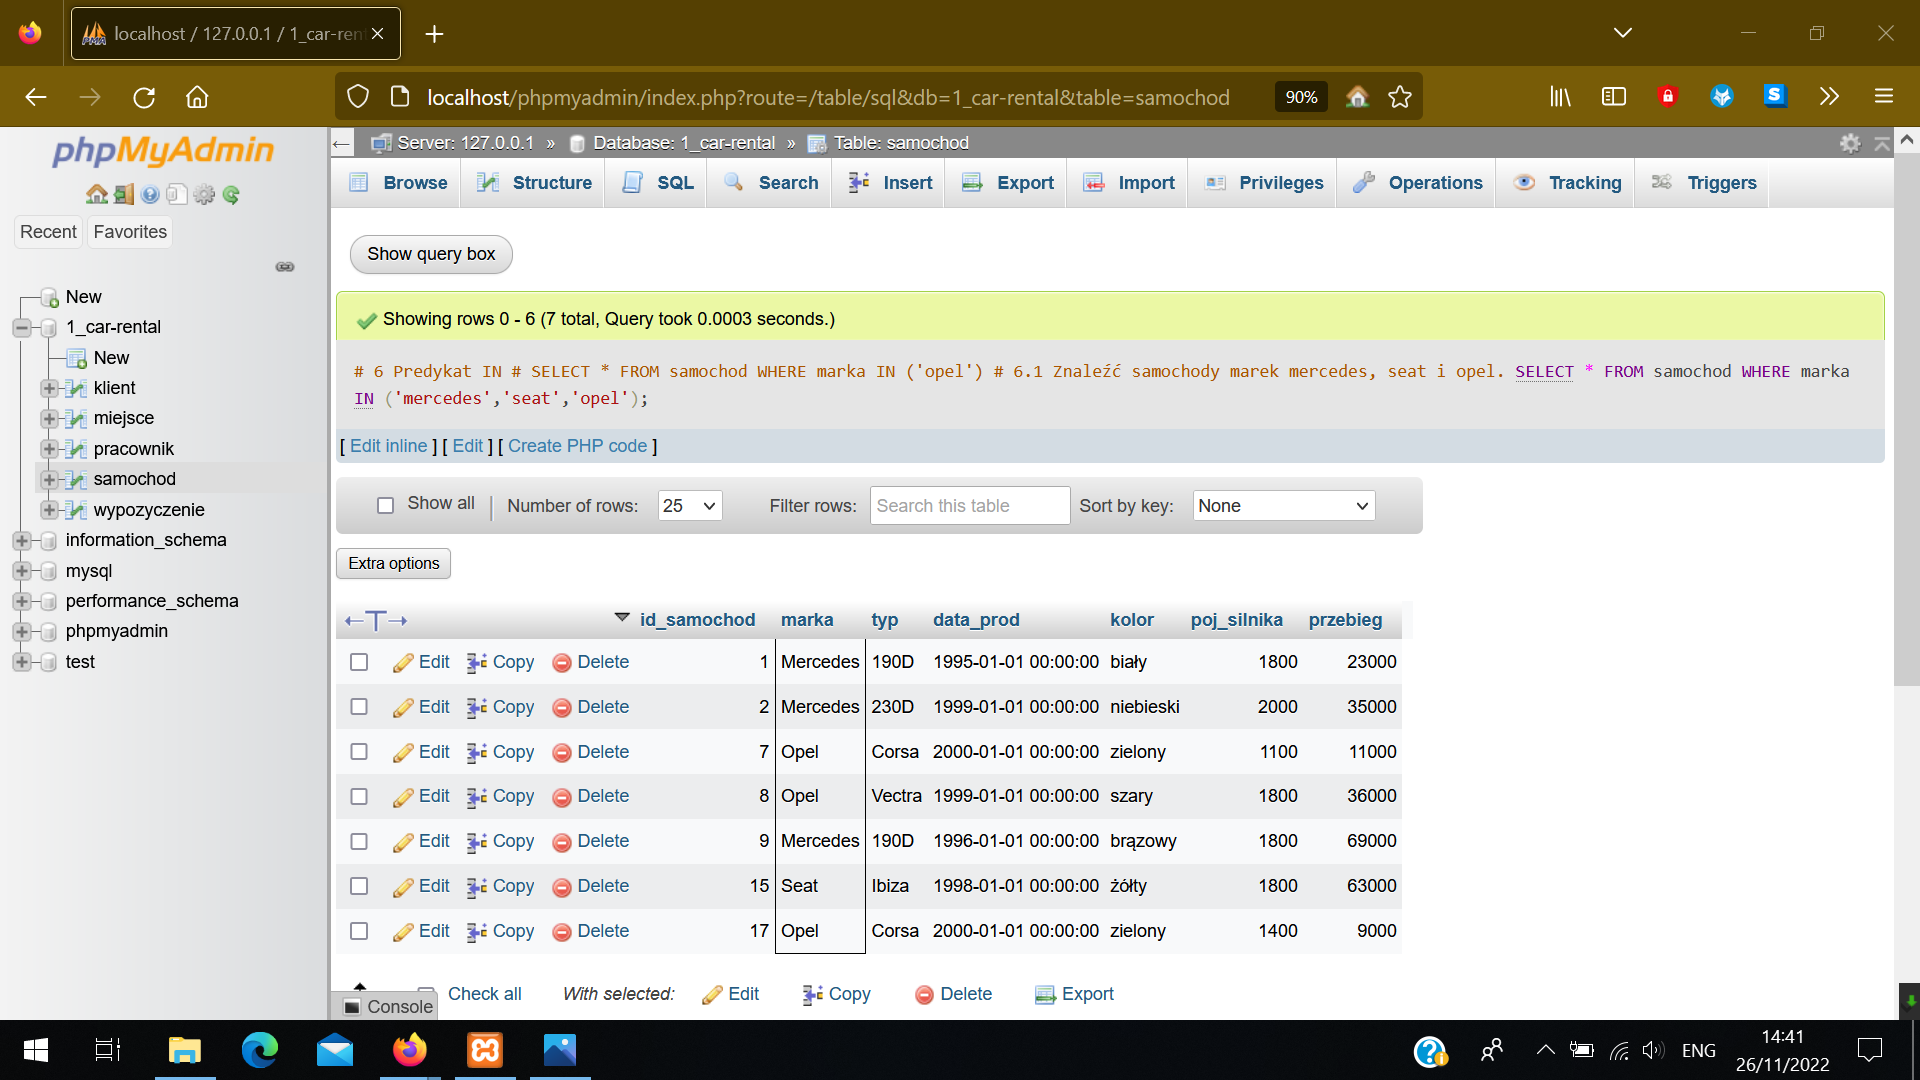 localhost / 127.0.0.1 / 1_car-ren
localhost/phpmyadmin/index.php?route=/table/sql&db=1_car-rental&table=samochod
90%
S
phpMyAdmin
Recent
Favorites
New
1_car-rental
New
klient
miejsce
pracownik
samochod
wypozyczenie
information_schema
mysql
performance_schema
phpmyadmin
test
Server: 127.0.0.1 » Database: 1_car-rental » Table: samochod
Browse Structure SQL Search Insert Export Import Privileges Operations Tracking Triggers
Show query box
Showing rows 0 - 6 (7 total, Query took 0.0003 seconds.)
# 6 Predykat IN # SELECT * FROM samochod WHERE marka IN ('opel') # 6.1 Znaleźć samochody marek mercedes, seat i opel. SELECT * FROM samochod WHERE marka
IN ('mercedes','seat','opel');
[ Edit inline ] [ Edit ] [ Create PHP code ]
Show all | Number of rows: 25 Filter rows: Search this table Sort by key: None
Extra options
←T→ id_samochod marka typ data_prod kolor poj_silnika przebieg
Edit Copy Delete 1 Mercedes 190D 1995-01-01 00:00:00 biały 1800 23000
Edit Copy Delete 2 Mercedes 230D 1999-01-01 00:00:00 niebieski 2000 35000
Edit Copy Delete 7 Opel Corsa 2000-01-01 00:00:00 zielony 1100 11000
Edit Copy Delete 8 Opel Vectra 1999-01-01 00:00:00 szary 1800 36000
Edit Copy Delete 9 Mercedes 190D 1996-01-01 00:00:00 brązowy 1800 69000
Edit Copy Delete 15 Seat Ibiza 1998-01-01 00:00:00 żółty 1800 63000
Edit Copy Delete 17 Opel Corsa 2000-01-01 00:00:00 zielony 1400 9000
Check all With selected: Edit Copy Delete Export
Console
ENG
14:41
26/11/2022